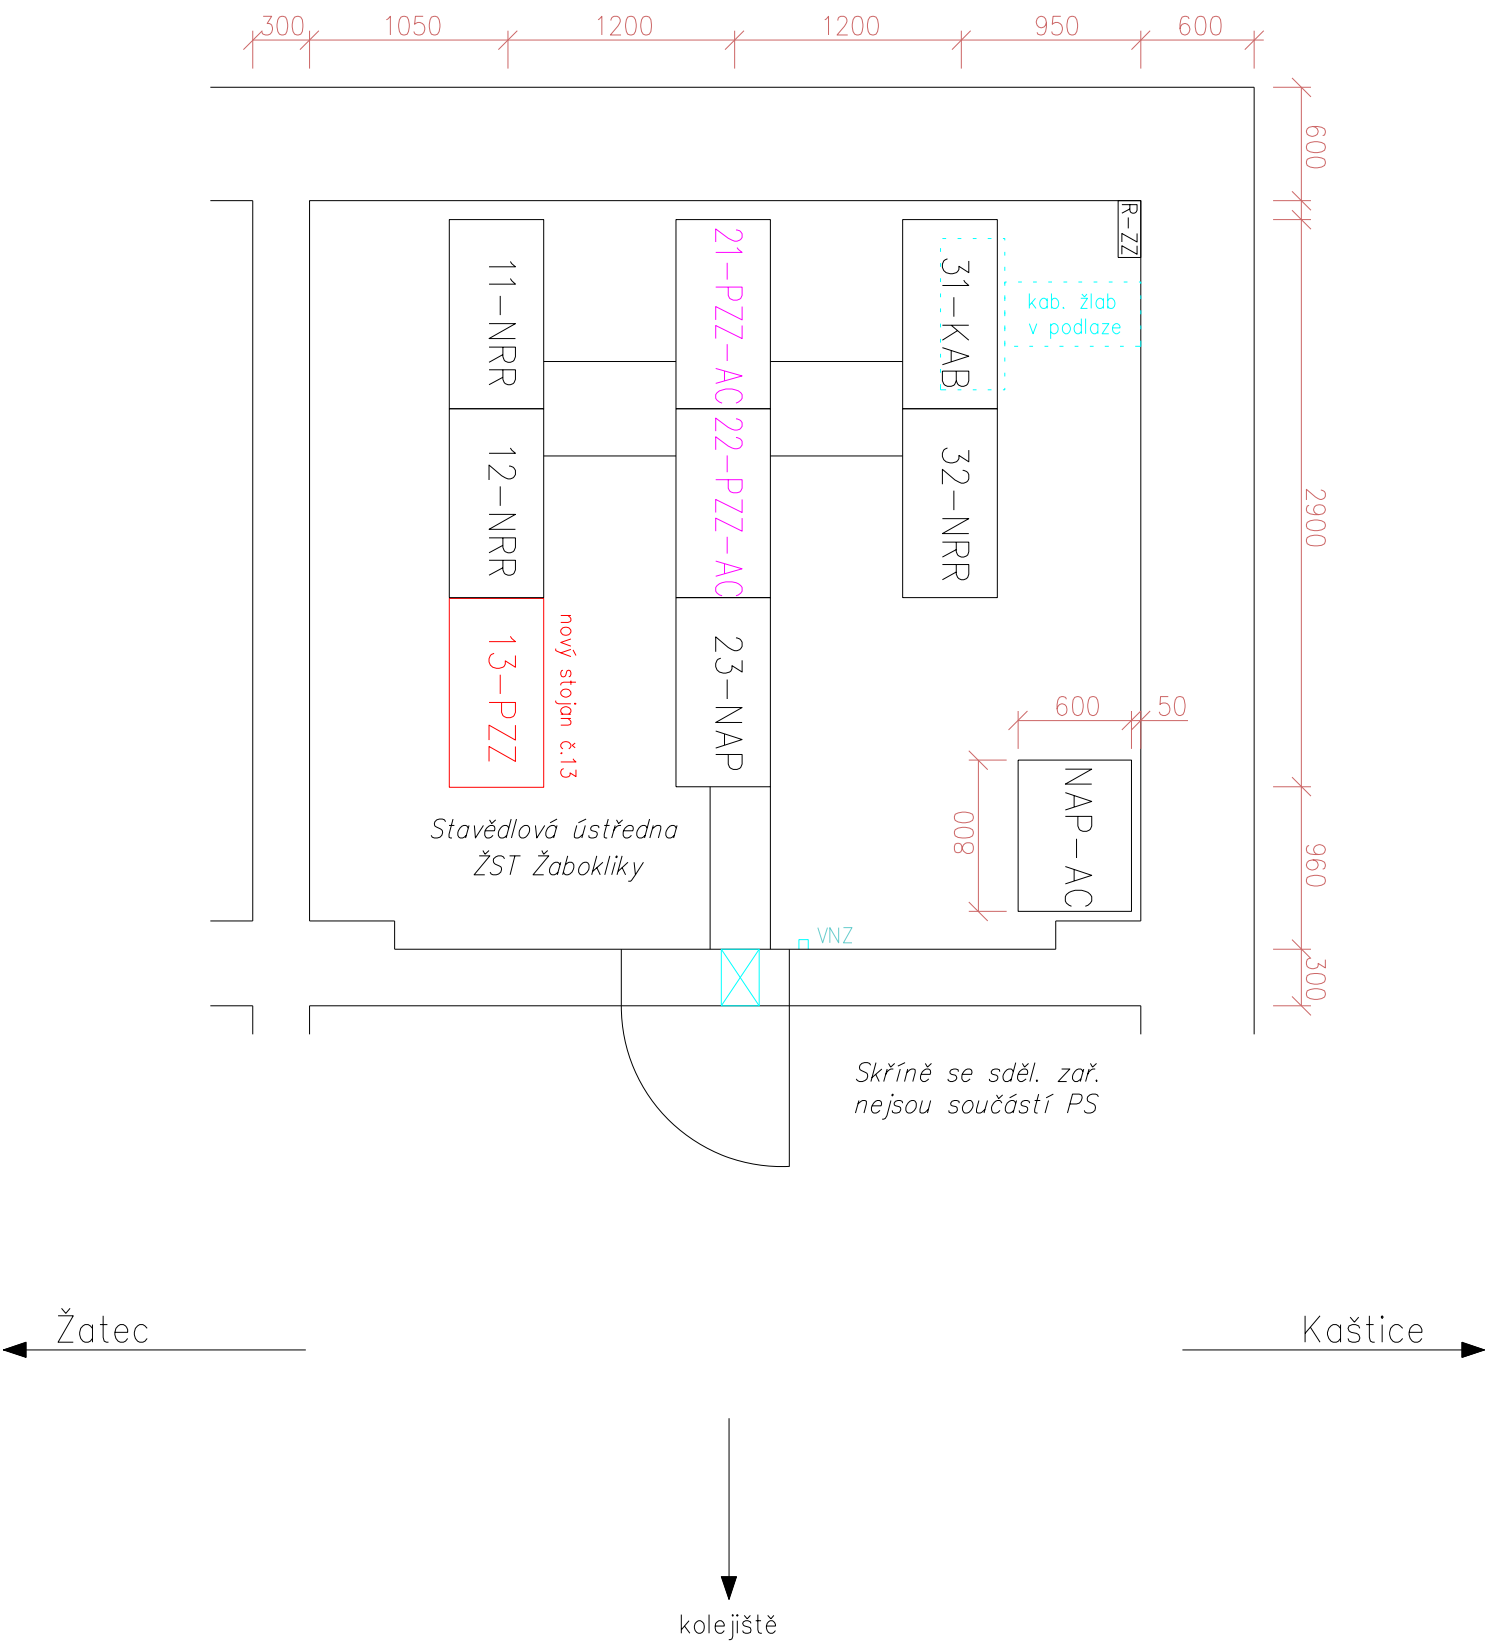 300
1050
1200
1200
950
600
600
2900
960
300
R-ZZ
11-NRR
21-PZZ-AC
31-KAB
kab. žlab
v podlaze
12-NRR
22-PZZ-AC
32-NRR
13-PZZ
nový stojan č.13
23-NAP
600
50
800
NAP-AC
Stavědlová ústředna
ŽST Žabokliky
VNZ
Skříně se sděl. zař.
nejsou součástí PS
Žatec
Kaštice
kolejiště